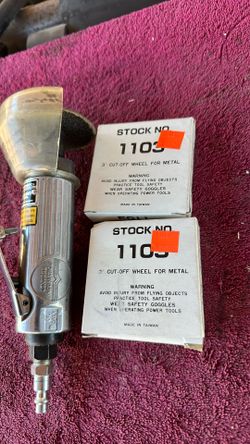 STOCK NO.
1103
3" CUT-OFF WHEEL FOR METAL
WARNING
AVOID INJURY FROM FLYING OBJECTS
PRACTICE TOOL SAFETY
WEAR SAFETY GOGGLES
WHEN OPERATING POWER TOOLS
MADE IN TAIWAN
STOCK NO.
1103
3" CUT-OFF WHEEL FOR METAL
WARNING
AVOID INJURY FROM FLYING OBJECTS
PRACTICE TOOL SAFETY
WEAR SAFETY GOGGLES
WHEN OPERATING POWER TOOLS
MADE IN TAIWAN